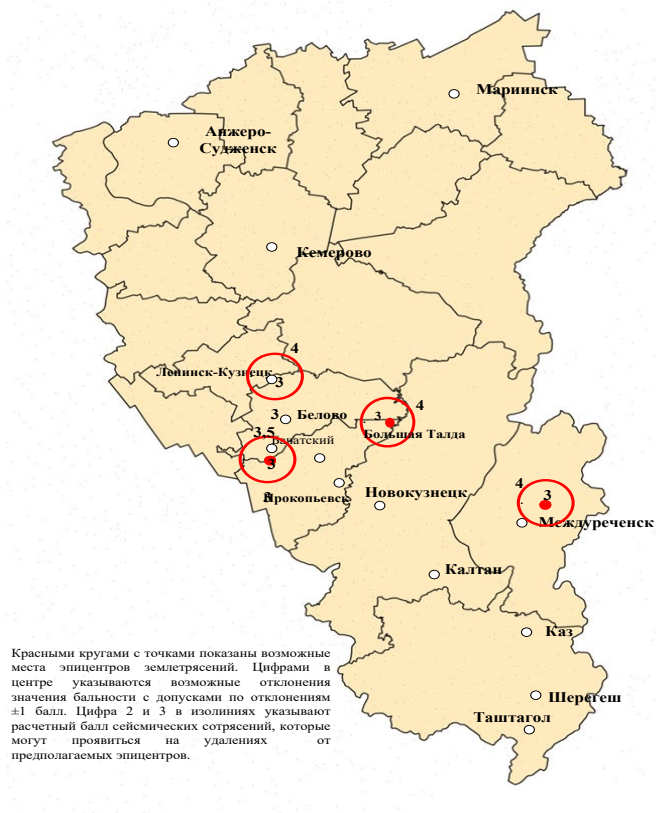 Мариинск
Анжеро-
Судженск
Кемерово
4
Ленинск-Кузнецк
3
4
3
Белово
3
Большая Талда
3,5
Бачатский
3
4
3
3
Прокопьевск
Новокузнецк
Междуреченск
Калтан
Каз
Шерегеш
Таштагол
Красными кругами с точками показаны возможные
места эпицентров землетрясений. Цифрами в
центре указываются возможные отклонения
значения бальности с допусками по отклонениям
±1 балл. Цифра 2 и 3 в изолиниях указывают
расчетный балл сейсмических сотрясений, которые
могут проявиться на удалениях от
предполагаемых эпицентров.